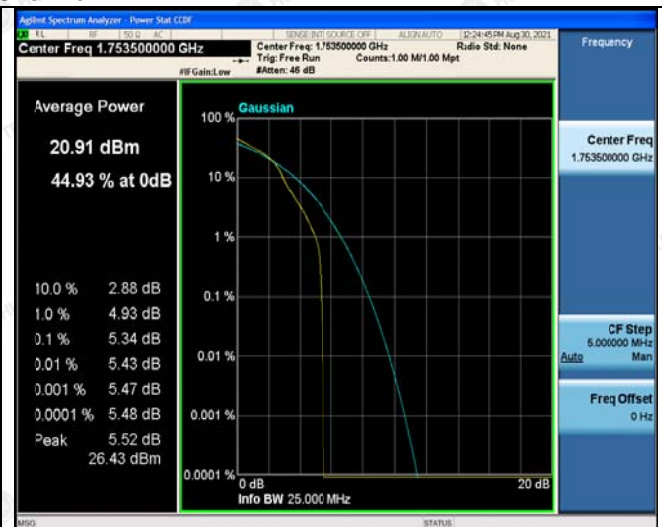 Agilent Spectrum Analyzer - Power Stat CCDF
RL RF 50 Ω AC SENSE:INT SOURCE OFF ALIGN AUTO 12:24:45 PM Aug 30, 2021
Center Freq 1.753500000 GHz
Center Freq: 1.753500000 GHz Radio Std: None
Trig: Free Run Counts:1.00 M/1.00 Mpt
#IFGain:Low #Atten: 46 dB
Frequency
Average Power
20.91 dBm
44.93 % at 0dB
10.0 % 2.88 dB
1.0 % 4.93 dB
0.1 % 5.34 dB
0.01 % 5.43 dB
0.001 % 5.47 dB
0.0001 % 5.48 dB
Peak 5.52 dB
26.43 dBm
Gaussian
100 %
10 %
1 %
0.1 %
0.01 %
0.001 %
0.0001 %
0 dB 20 dB
Info BW 25.000 MHz
Center Freq
1.753500000 GHz
CF Step
5.000000 MHz
Auto Man
Freq Offset
0 Hz
MSG STATUS